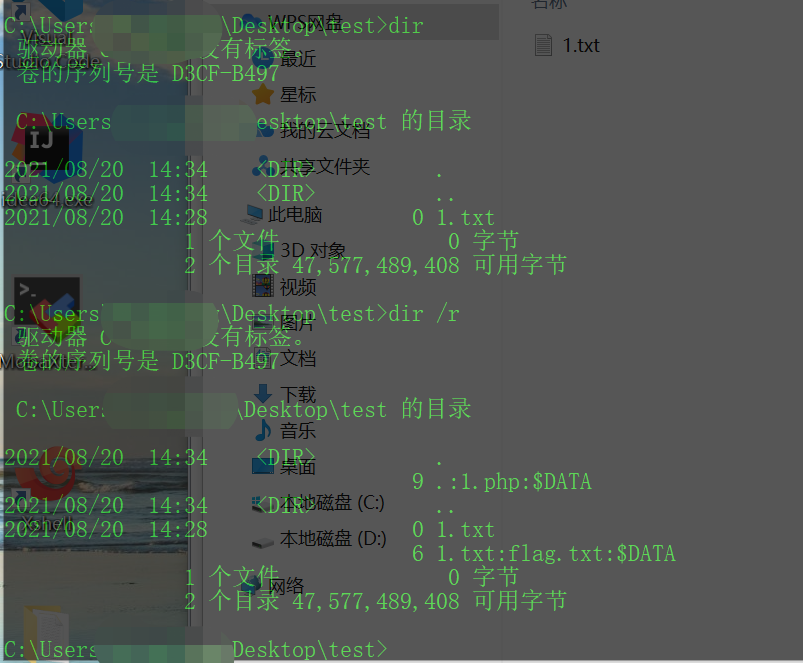 C:\Users \Desktop\test>dir
驱动器 C 没有标签。
卷的序列号是 D3CF-B497
C:\Users esktop\test 的目录
2021/08/20 14:34 <DIR> .
2021/08/20 14:34 <DIR> ..
2021/08/20 14:28 0 1.txt
1 个文件 0 字节
2 个目录 47,577,489,408 可用字节
C:\Users \Desktop\test>dir /r
驱动器 C 没有标签。
卷的序列号是 D3CF-B497
C:\Users \Desktop\test 的目录
2021/08/20 14:34 <DIR> .
9 .:1.php:$DATA
2021/08/20 14:34 <DIR> ..
2021/08/20 14:28 0 1.txt
6 1.txt:flag.txt:$DATA
1 个文件 0 字节
2 个目录 47,577,489,408 可用字节
C:\Users \Desktop\test>
Visual
Studio Code
IJ
idea64.exe
Xshell
WPS网盘
最近
星标
我的云文档
共享文件夹
此电脑
3D 对象
视频
图片
文档
下载
音乐
桌面
本地磁盘 (C:)
本地磁盘 (D:)
网络
名称
1.txt